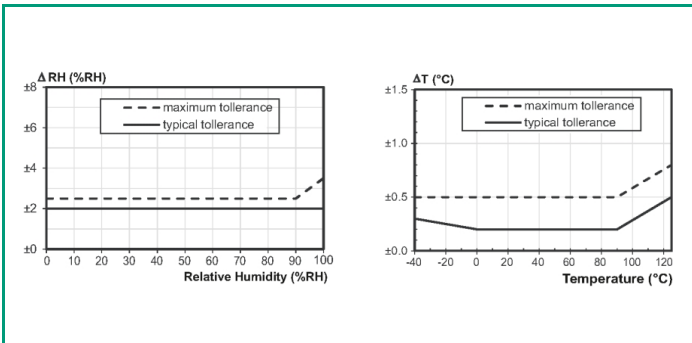 Δ RH (%RH)
±8
±6
±4
±2
±0
maximum tollerance
typical tollerance
0 10 20 30 40 50 60 70 80 90 100
Relative Humidity (%RH)
ΔT (°C)
±1.5
±1.0
±0.5
±0.0
maximum tollerance
typical tollerance
-40 -20 0 20 40 60 80 100 120
Temperature (°C)